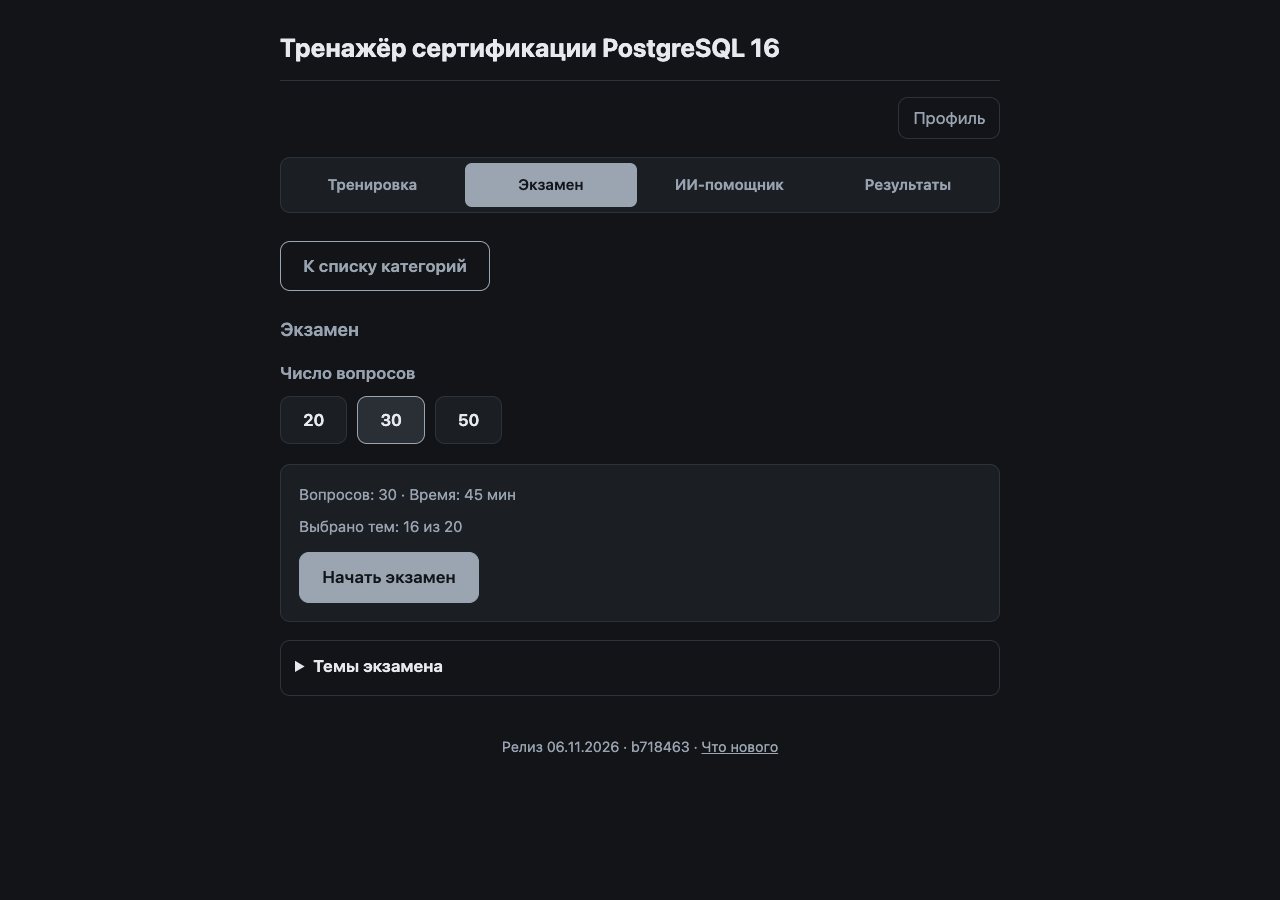 Тренажёр сертификации PostgreSQL 16
Профиль
Тренировка Экзамен ИИ-помощник Результаты
К списку категорий
Экзамен
Число вопросов
20 30 50
Вопросов: 30 · Время: 45 мин
Выбрано тем: 16 из 20
Начать экзамен
Темы экзамена
Релиз 06.11.2026 · b718463 · Что нового